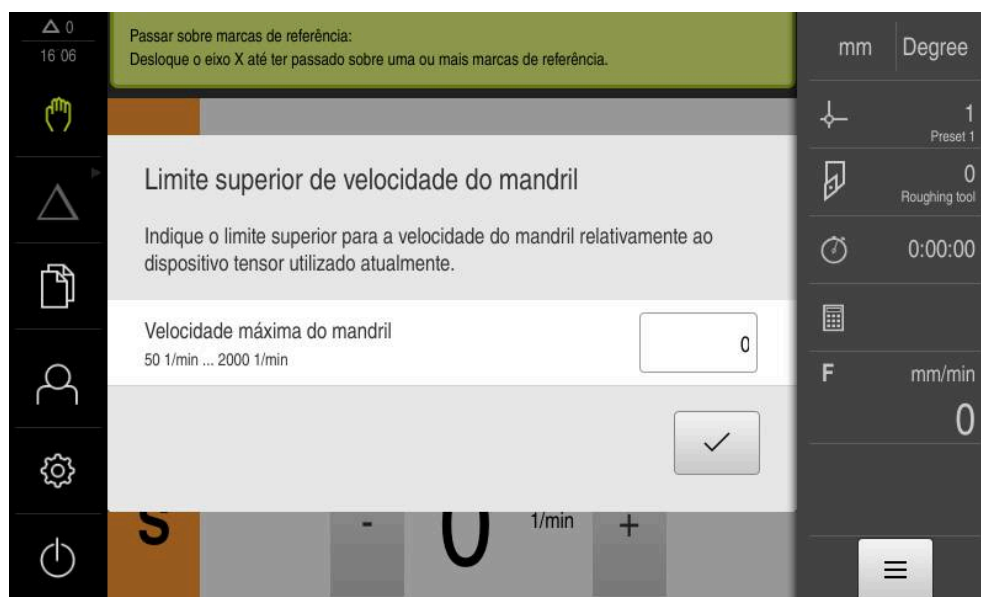 0
16 06
Passar sobre marcas de referência:
Desloque o eixo X até ter passado sobre uma ou mais marcas de referência.
mm Degree
1
Preset 1
0
Roughing tool
0:00:00
F mm/min
0
Limite superior de velocidade do mandril
Indique o limite superior para a velocidade do mandril relativamente ao
dispositivo tensor utilizado atualmente.
Velocidade máxima do mandril
50 1/min ... 2000 1/min
0
S - 0 1/min +